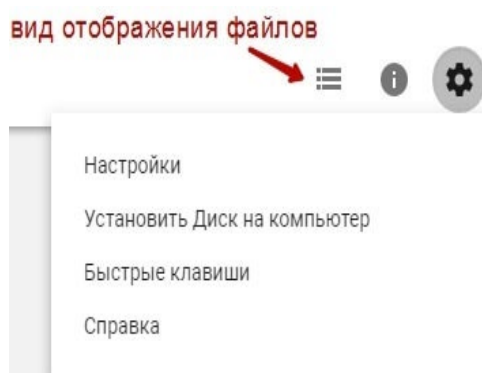 вид отображения файлов
Настройки
Установить Диск на компьютер
Быстрые клавиши
Справка